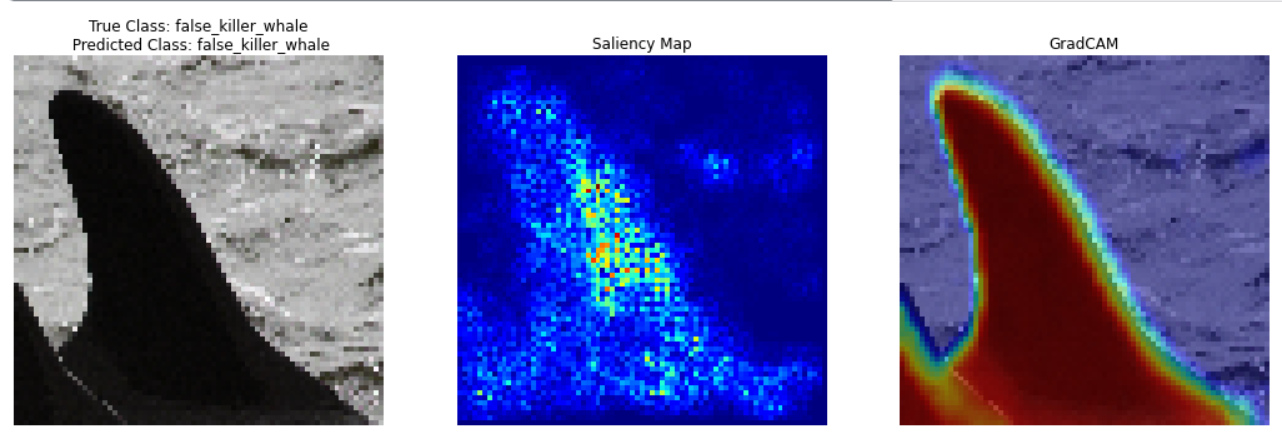 True Class: false_killer_whale
Predicted Class: false_killer_whale
Saliency Map
GradCAM